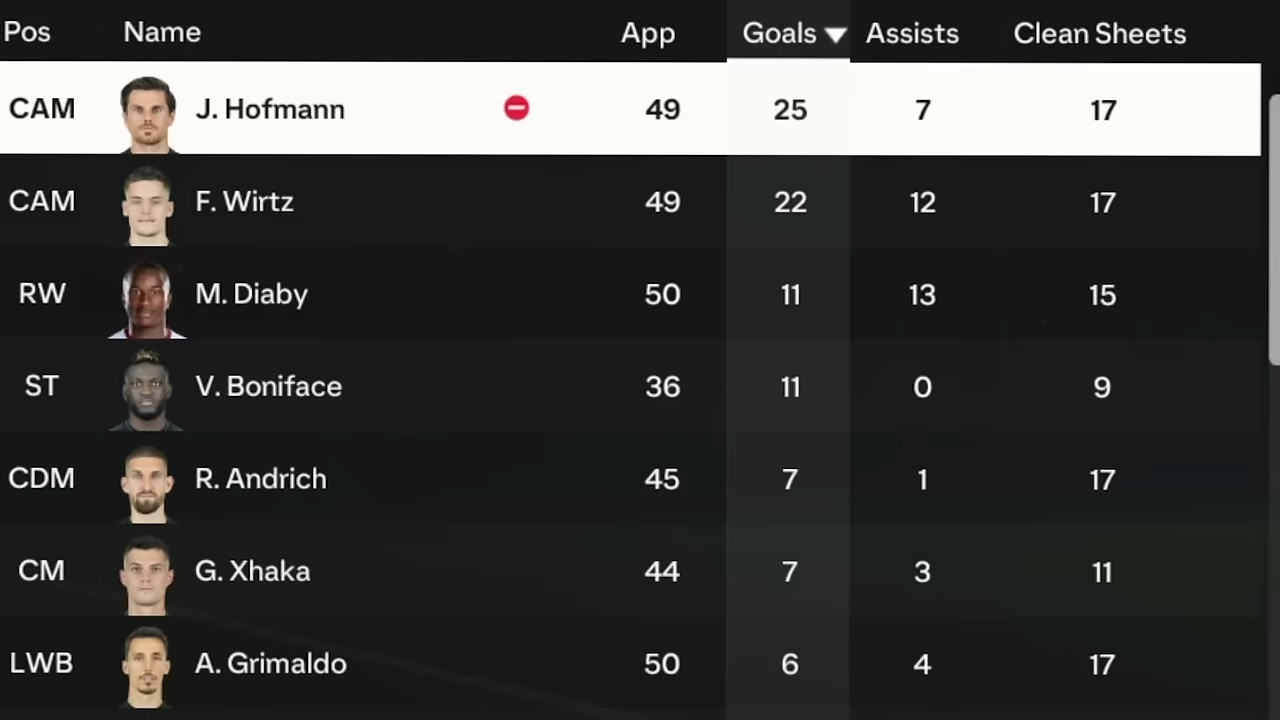 Pos Name App Goals Assists Clean Sheets
CAM J. Hofmann 49 25 7 17
CAM F. Wirtz 49 22 12 17
RW M. Diaby 50 11 13 15
ST V. Boniface 36 11 0 9
CDM R. Andrich 45 7 1 17
CM G. Xhaka 44 7 3 11
LWB A. Grimaldo 50 6 4 17